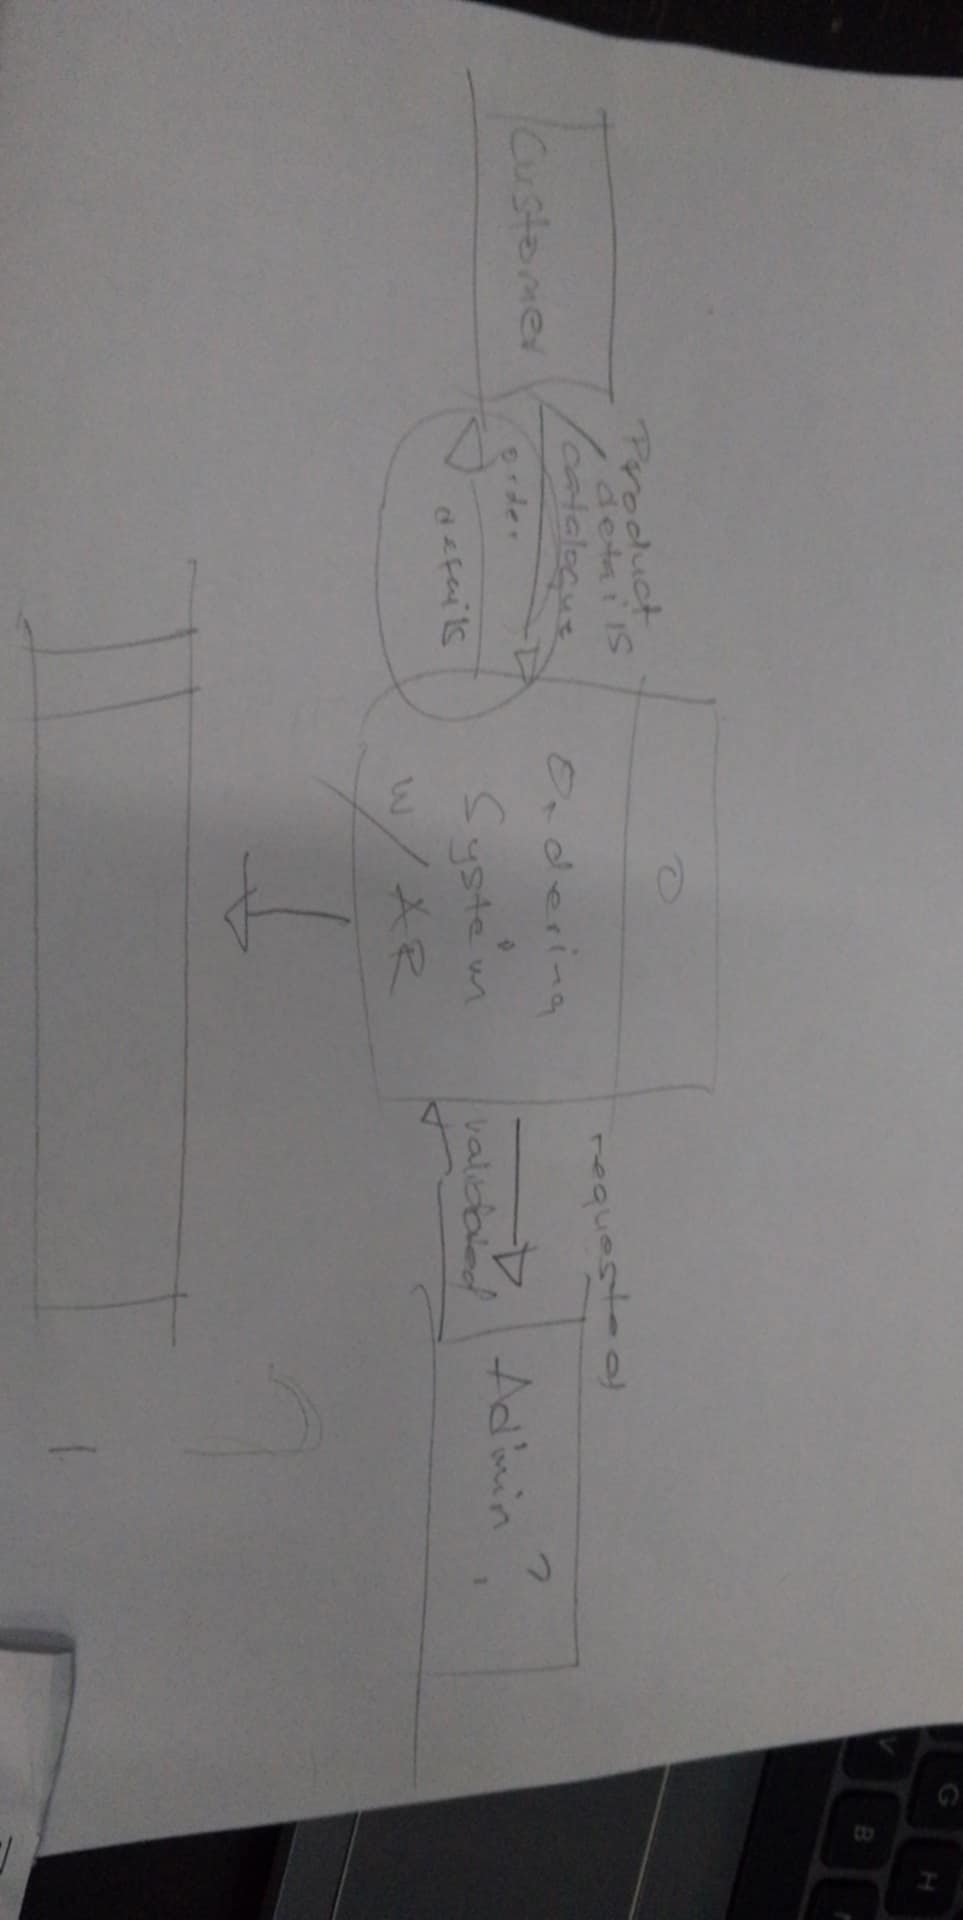 Product
details
/catalogue
Customer
order
details
0
Ordering
System
w/ AR
requested
validated
Admin ?
?
G
H
V
B